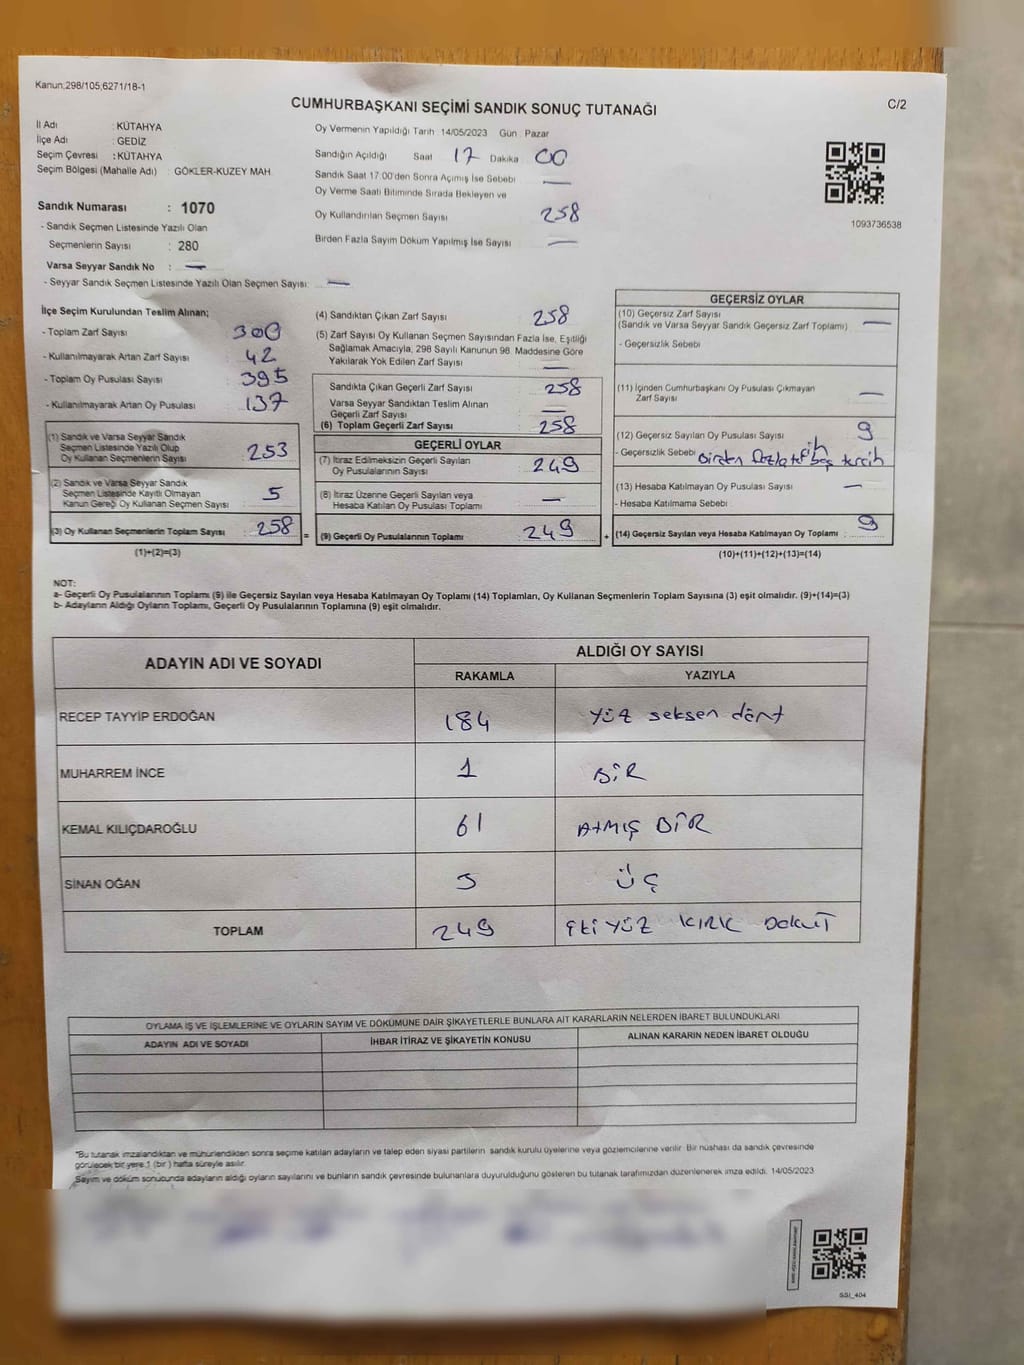 Kanun;298/105;6271/18-1
CUMHURBAŞKANI SEÇİMİ SANDIK SONUÇ TUTANAĞI
C/2
İl Adı : KÜTAHYA
İlçe Adı : GEDİZ
Seçim Çevresi : KÜTAHYA
Seçim Bölgesi (Mahalle Adı) : GÖKLER-KUZEY MAH.
Sandık Numarası : 1070
- Sandık Seçmen Listesinde Yazılı Olan
Seçmenlerin Sayısı : 280
Varsa Seyyar Sandık No : —
- Seyyar Sandık Seçmen Listesinde Yazılı Olan Seçmen Sayısı: —
Oy Vermenin Yapıldığı Tarih 14/05/2023 Gün : Pazar
Sandığın Açıldığı Saat 17 Dakika 00
Sandık Saat 17:00'den Sonra Açımış İse Sebebi —
Oy Verme Saati Bitiminde Sırada Bekleyen ve
Oy Kullandırılan Seçmen Sayısı 258
Birden Fazla Sayım Döküm Yapılmış İse Sayısı —
1093736538
İlçe Seçim Kurulundan Teslim Alınan;
- Toplam Zarf Sayısı : 300
- Kullanılmayarak Artan Zarf Sayısı : 42
- Toplam Oy Pusulası Sayısı : 395
- Kullanılmayarak Artan Oy Pusulası : 137
(1) Sandık ve Varsa Seyyar Sandık
Seçmen Listesinde Yazılı Olup
Oy Kullanan Seçmenlerin Sayısı : 253
(2) Sandık ve Varsa Seyyar Sandık
Seçmen Listesinde Kayıtlı Olmayan
Kanun Gereği Oy Kullanan Seçmen Sayısı : 5
(3) Oy Kullanan Seçmenlerin Toplam Sayısı : 258
(1)+(2)=(3)
(4) Sandıktan Çıkan Zarf Sayısı : 258
(5) Zarf Sayısı Oy Kullanan Seçmen Sayısından Fazla İse, Eşitliği
Sağlamak Amacıyla, 298 Sayılı Kanunun 98. Maddesine Göre
Yakılarak Yok Edilen Zarf Sayısı : —
Sandıkta Çıkan Geçerli Zarf Sayısı : 258
Varsa Seyyar Sandıktan Teslim Alınan
Geçerli Zarf Sayısı : —
(6) Toplam Geçerli Zarf Sayısı : 258
GEÇERLİ OYLAR
(7) İtiraz Edilmeksizin Geçerli Sayılan
Oy Pusulalarının Sayısı : 249
(8) İtiraz Üzerine Geçerli Sayılan veya
Hesaba Katılan Oy Pusulası Toplamı : —
= (9) Geçerli Oy Pusulalarının Toplamı : 249
GEÇERSİZ OYLAR
(10) Geçersiz Zarf Sayısı
(Sandık ve Varsa Seyyar Sandık Geçersiz Zarf Toplamı) : —
- Geçersizlik Sebebi
(11) İçinden Cumhurbaşkanı Oy Pusulası Çıkmayan
Zarf Sayısı : —
(12) Geçersiz Sayılan Oy Pusulası Sayısı : 9
- Geçersizlik Sebebi Birden fazla tercih
(13) Hesaba Katılmayan Oy Pusulası Sayısı : —
- Hesaba Katılmama Sebebi
+ (14) Geçersiz Sayılan veya Hesaba Katılmayan Oy Toplamı : 9
(10)+(11)+(12)+(13)=(14)
NOT:
a- Geçerli Oy Pusulalarının Toplamı (9) ile Geçersiz Sayılan veya Hesaba Katılmayan Oy Toplamı (14) Toplamları, Oy Kullanan Seçmenlerin Toplam Sayısına (3) eşit olmalıdır. (9)+(14)=(3)
b- Adayların Aldığı Oyların Toplamı, Geçerli Oy Pusulalarının Toplamına (9) eşit olmalıdır.
ADAYIN ADI VE SOYADI
ALDIĞI OY SAYISI
RAKAMLA YAZIYLA
RECEP TAYYİP ERDOĞAN 184 yüz seksen dört
MUHARREM İNCE 1 BİR
KEMAL KILIÇDAROĞLU 61 ATMIŞ BİR
SİNAN OĞAN 3 ÜÇ
TOPLAM 249 İKİ YÜZ KIRK DOKUZ
OYLAMA İŞ VE İŞLEMLERİNE VE OYLARIN SAYIM VE DÖKÜMÜNE DAİR ŞİKAYETLERLE BUNLARA AİT KARARLARIN NELERDEN İBARET BULUNDUKLARI
ADAYIN ADI VE SOYADI İHBAR İTİRAZ VE ŞİKAYETİN KONUSU ALINAN KARARIN NEDEN İBARET OLDUĞU
*Bu tutanak imzalandıktan ve mühürlendikten sonra seçime katılan adayların ve talep eden siyasi partilerin sandık kurulu üyelerine veya gözlemcilerine verilir. Bir nüshası da sandık çevresinde
görülecek bir yere 1 (bir ) hafta süreyle asılır.
Sayım ve döküm sonucunda adayların aldığı oyların sayılarını ve bunların sandık çevresinde bulunanlara duyurulduğunu gösteren bu tutanak tarafımızdan düzenlenerek imza edildi. 14/05/2023
SSI_404